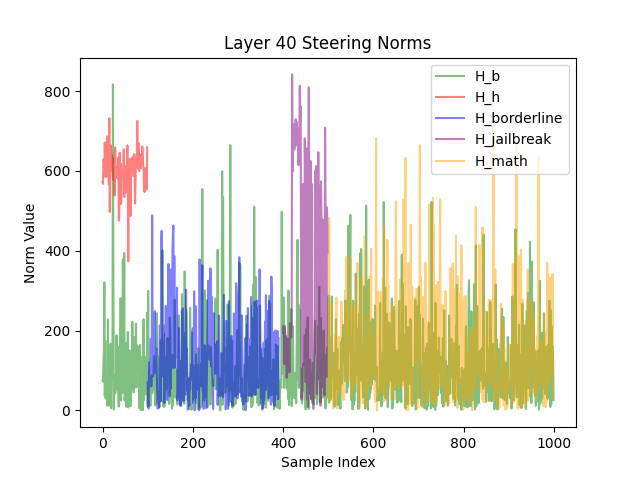 Layer 40 Steering Norms
H_b
H_h
H_borderline
H_jailbreak
H_math
Norm Value
800
600
400
200
0
0 200 400 600 800 1000
Sample Index